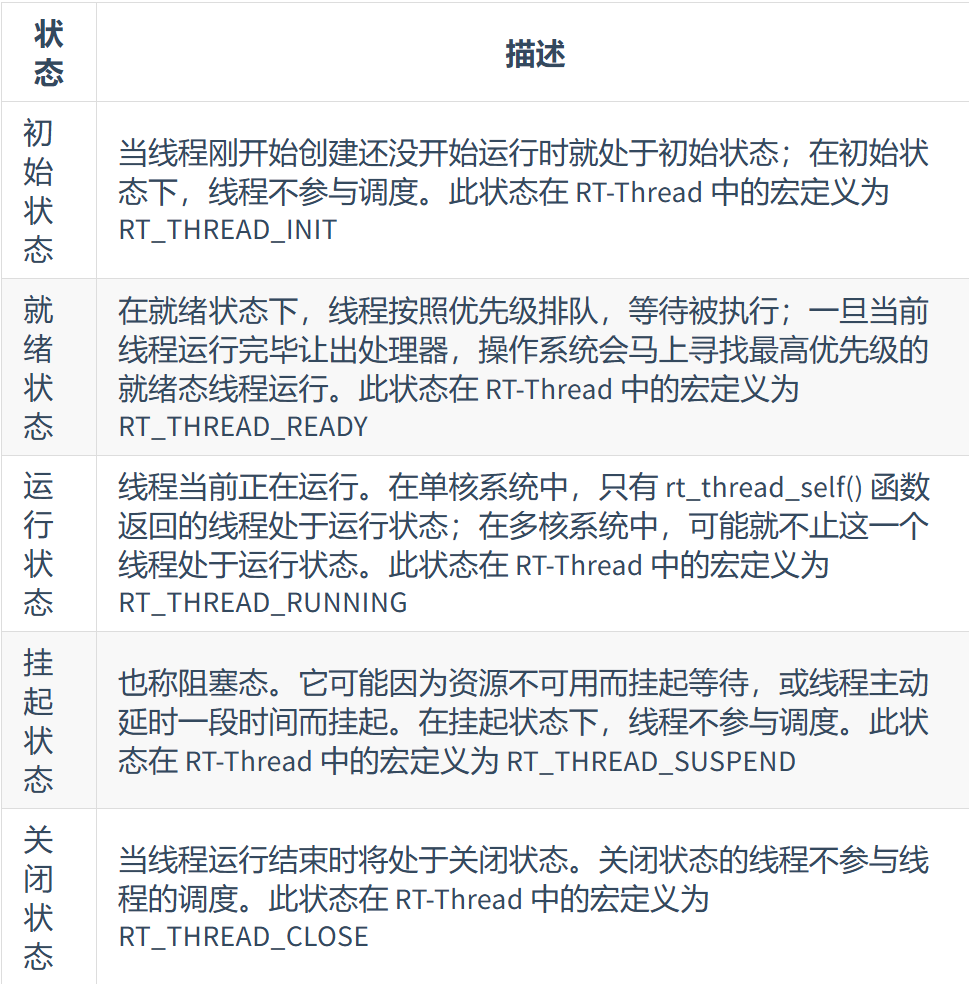 状
态
描述
初
始
状
态
当线程刚开始创建还没开始运行时就处于初始状态；在初始状
态下，线程不参与调度。此状态在 RT-Thread 中的宏定义为
RT_THREAD_INIT
就
绪
状
态
在就绪状态下，线程按照优先级排队，等待被执行；一旦当前
线程运行完毕让出处理器，操作系统会马上寻找最高优先级的
就绪态线程运行。此状态在 RT-Thread 中的宏定义为
RT_THREAD_READY
运
行
状
态
线程当前正在运行。在单核系统中，只有 rt_thread_self() 函数
返回的线程处于运行状态；在多核系统中，可能就不止这一个
线程处于运行状态。此状态在 RT-Thread 中的宏定义为
RT_THREAD_RUNNING
挂
起
状
态
也称阻塞态。它可能因为资源不可用而挂起等待，或线程主动
延时一段时间而挂起。在挂起状态下，线程不参与调度。此状
态在 RT-Thread 中的宏定义为 RT_THREAD_SUSPEND
关
闭
状
态
当线程运行结束时将处于关闭状态。关闭状态的线程不参与线
程的调度。此状态在 RT-Thread 中的宏定义为
RT_THREAD_CLOSE